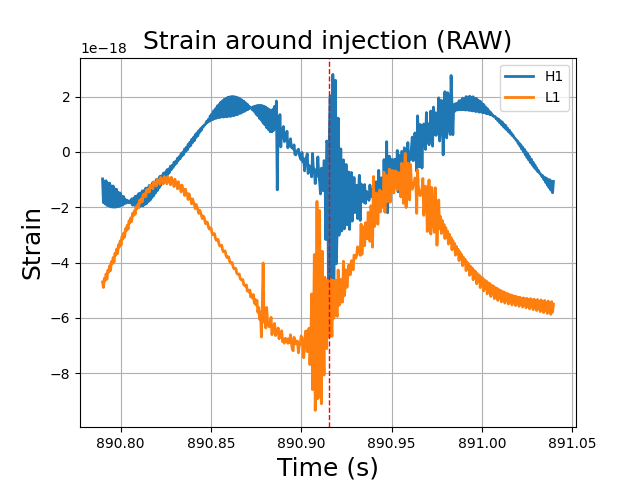 Strain around injection (RAW)
1e−18
H1
L1
2
0
−2
−4
−6
−8
Strain
890.80 890.85 890.90 890.95 891.00 891.05
Time (s)